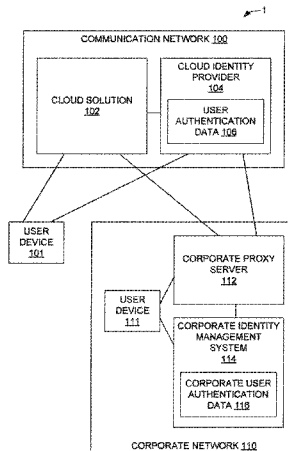 1
COMMUNICATION NETWORK 100
CLOUD SOLUTION
102
CLOUD IDENTITY
PROVIDER
104
USER
AUTHENTICATION
DATA 106
USER
DEVICE
101
CORPORATE PROXY
SERVER
112
USER
DEVICE
111
CORPORATE IDENTITY
MANAGEMENT
SYSTEM
114
CORPORATE USER
AUTHENTICATION
DATA 116
CORPORATE NETWORK 110